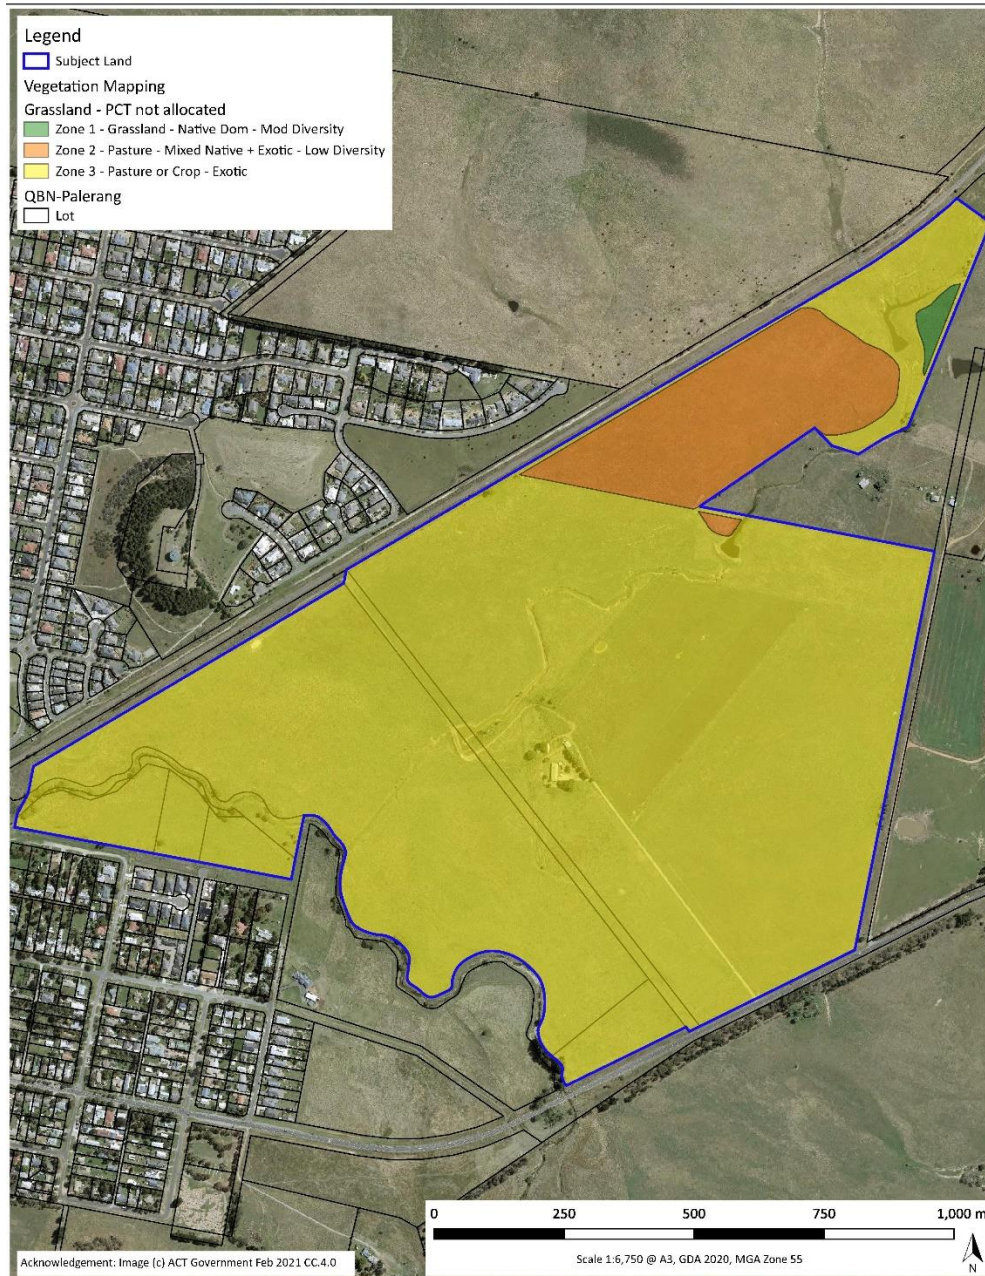 Legend
Subject Land
Vegetation Mapping
Grassland - PCT not allocated
Zone 1 - Grassland - Native Dom - Mod Diversity
Zone 2 - Pasture - Mixed Native + Exotic - Low Diversity
Zone 3 - Pasture or Crop - Exotic
QBN-Palerang
Lot
0 250 500 750 1,000 m
Scale 1:6,750 @ A3, GDA 2020, MGA Zone 55
N
Acknowledgement: Image (c) ACT Government Feb 2021 CC.4.0